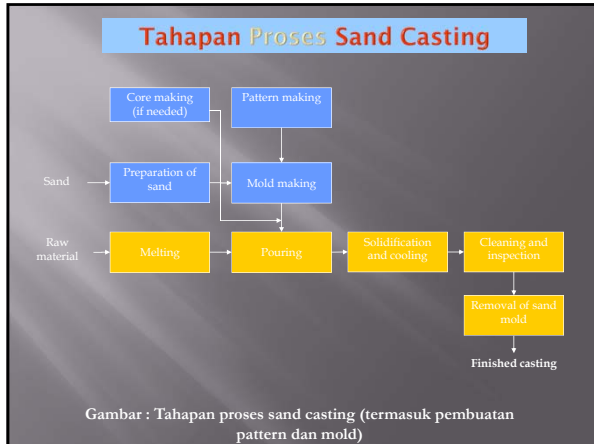 Tahapan Proses Sand Casting
Core making
(if needed)
Pattern making
Sand
Preparation of
sand
Mold making
Raw
material
Melting
Pouring
Solidification
and cooling
Cleaning and
inspection
Removal of sand
mold
Finished casting
Gambar : Tahapan proses sand casting (termasuk pembuatan
pattern dan mold)